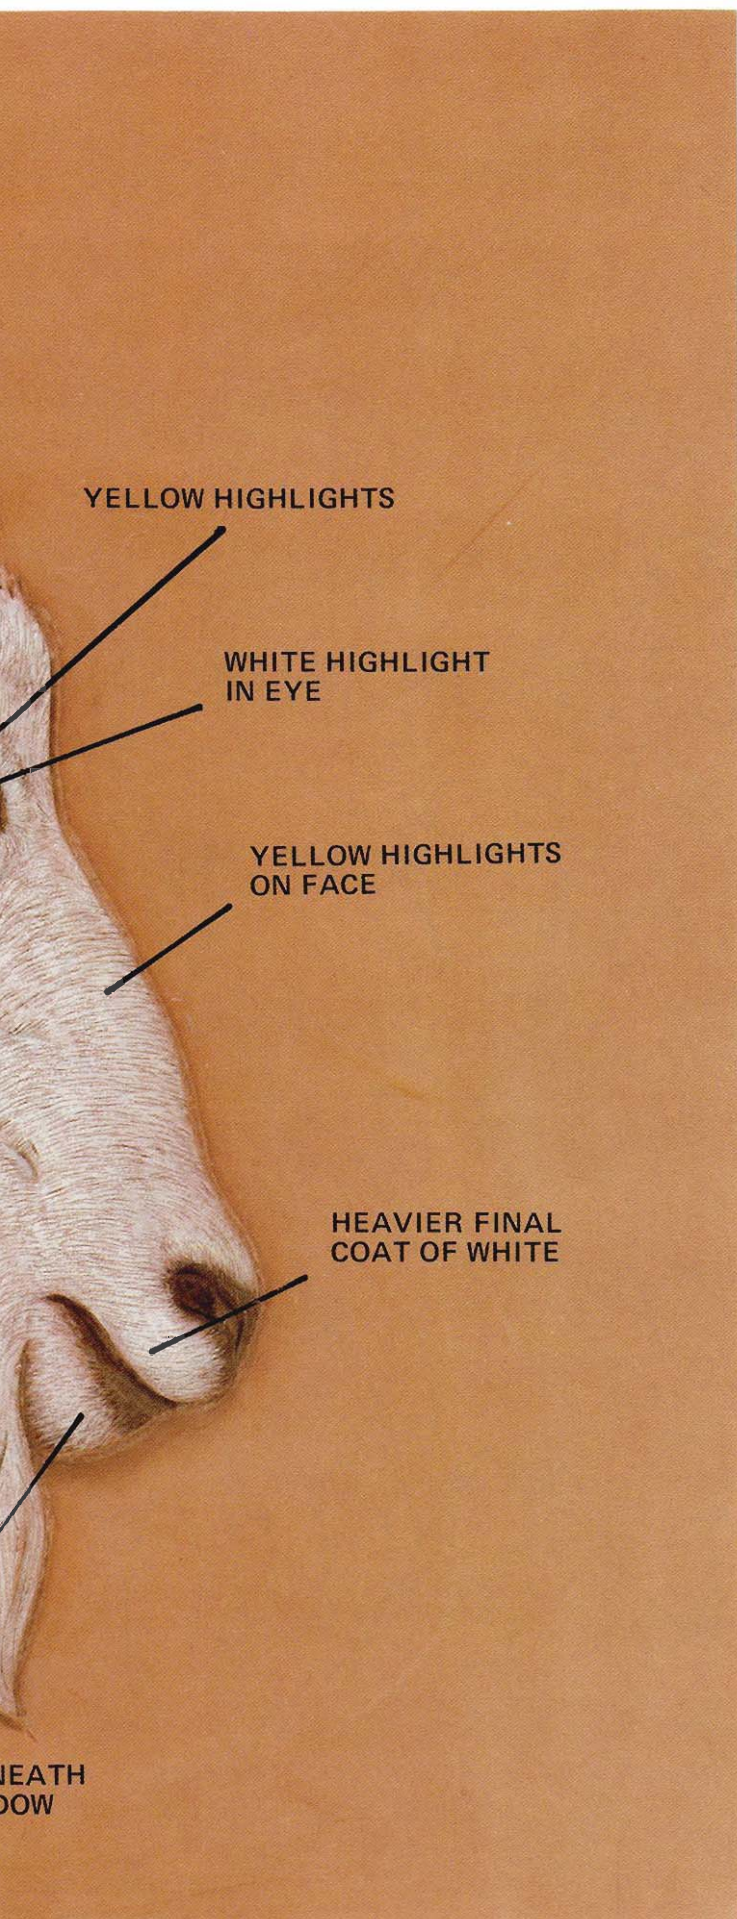 YELLOW HIGHLIGHTS
WHITE HIGHLIGHT
IN EYE
YELLOW HIGHLIGHTS
ON FACE
HEAVIER FINAL
COAT OF WHITE